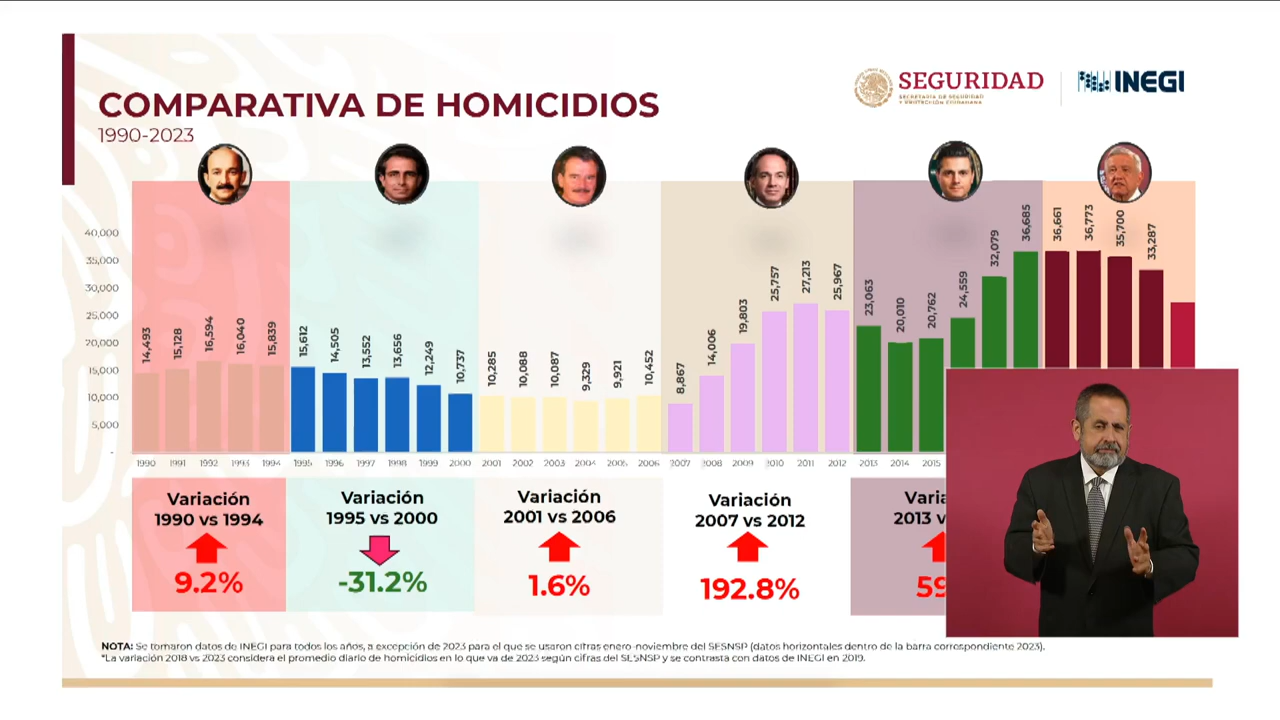 COMPARATIVA DE HOMICIDIOS
1990-2023
SEGURIDAD
SECRETARÍA DE SEGURIDAD
Y PROTECCIÓN CIUDADANA
INEGI
40,000
35,000
30,000
25,000
20,000
15,000
10,000
5,000
-
14,493
15,128
16,594
16,040
15,839
15,612
14,505
13,552
13,656
12,249
10,737
10,285
10,088
10,087
9,329
9,921
10,452
8,867
14,006
19,803
25,757
27,213
25,967
23,063
20,010
20,762
24,559
32,079
36,685
36,661
36,773
35,700
33,287
1990 1991 1992 1993 1994 1995 1996 1997 1998 1999 2000 2001 2002 2003 2004 2005 2006 2007 2008 2009 2010 2011 2012 2013 2014 2015
Variación
1990 vs 1994
9.2%
Variación
1995 vs 2000
-31.2%
Variación
2001 vs 2006
1.6%
Variación
2007 vs 2012
192.8%
Varia
2013 v
59
NOTA: Se tomaron datos de INEGI para todos los años, a excepción de 2023 para el que se usaron cifras enero-noviembre del SESNSP (datos horizontales dentro de la barra correspondiente 2023).
*La variación 2018 vs 2023 considera el promedio diario de homicidios en lo que va de 2023 según cifras del SESNSP y se contrasta con datos de INEGI en 2019.